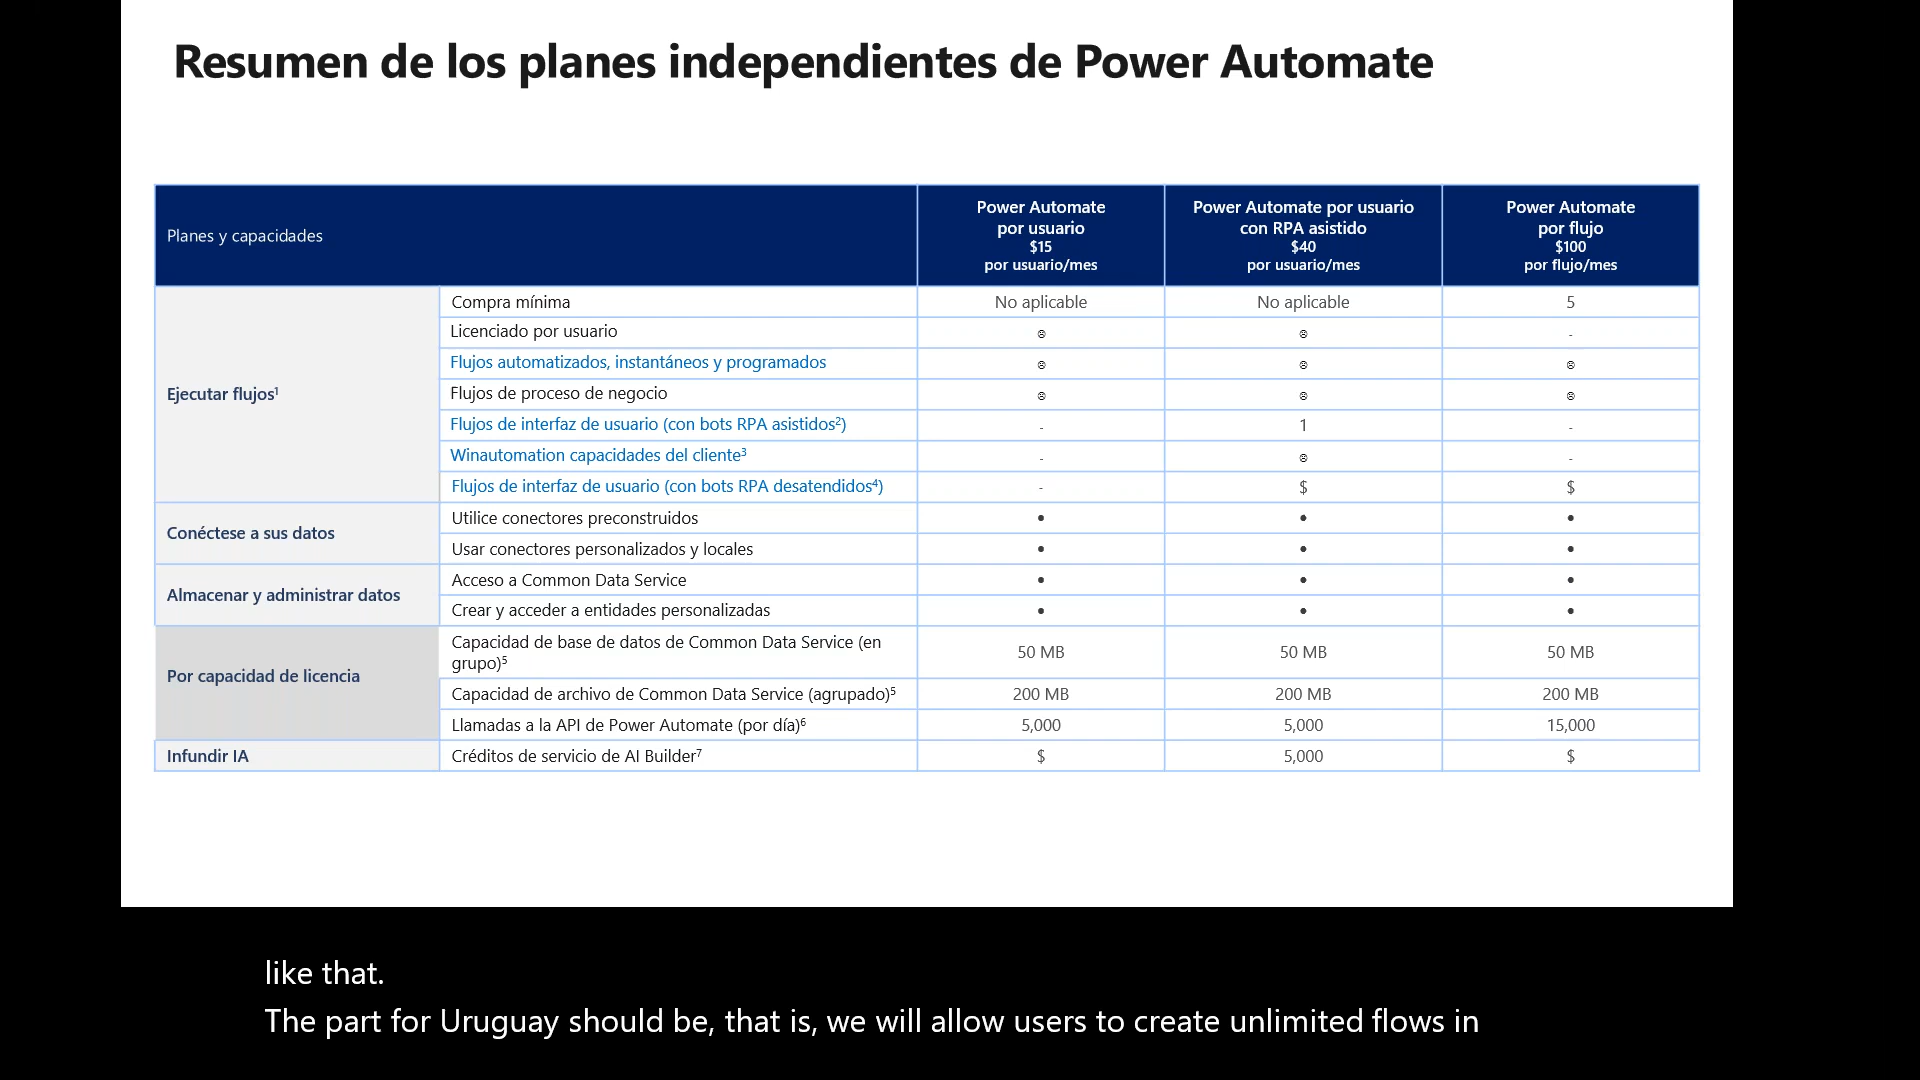 Resumen de los planes independientes de Power Automate
Planes y capacidades
Power Automate
por usuario
$15
por usuario/mes
Power Automate por usuario
con RPA asistido
$40
por usuario/mes
Power Automate
por flujo
$100
por flujo/mes
Ejecutar flujos¹
Compra mínima No aplicable No aplicable 5
Licenciado por usuario ☹ ☹ -
Flujos automatizados, instantáneos y programados ☹ ☹ ☹
Flujos de proceso de negocio ☹ ☹ ☹
Flujos de interfaz de usuario (con bots RPA asistidos²) - 1 -
Winautomation capacidades del cliente³ - ☹ -
Flujos de interfaz de usuario (con bots RPA desatendidos⁴) - $ $
Conéctese a sus datos
Utilice conectores preconstruidos • • •
Usar conectores personalizados y locales • • •
Almacenar y administrar datos
Acceso a Common Data Service • • •
Crear y acceder a entidades personalizadas • • •
Por capacidad de licencia
Capacidad de base de datos de Common Data Service (en
grupo)⁵ 50 MB 50 MB 50 MB
Capacidad de archivo de Common Data Service (agrupado)⁵ 200 MB 200 MB 200 MB
Llamadas a la API de Power Automate (por día)⁶ 5,000 5,000 15,000
Infundir IA Créditos de servicio de AI Builder⁷ $ 5,000 $
like that.
The part for Uruguay should be, that is, we will allow users to create unlimited flows in